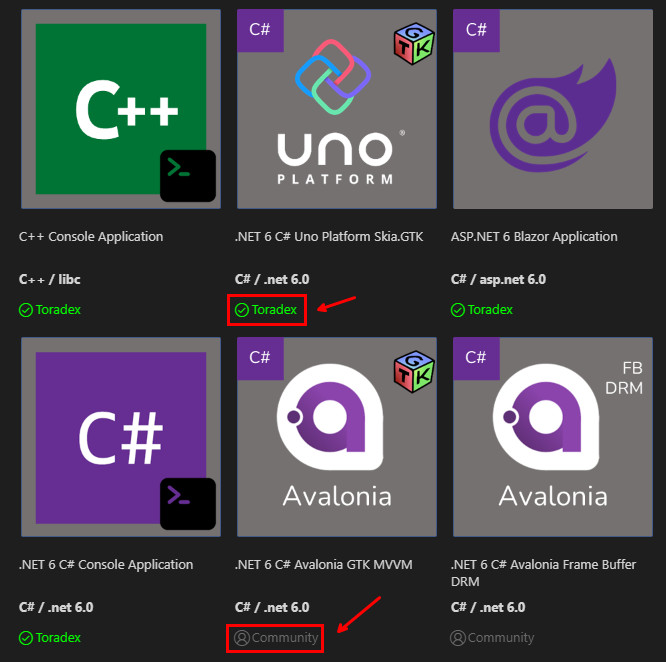 C++
>_
C#
G
T K
UNO
®
PLATFORM
C#
@
C++ Console Application
.NET 6 C# Uno Platform Skia.GTK
ASP.NET 6 Blazor Application
C++ / libc
C# / .net 6.0
C# / asp.net 6.0
Toradex
Toradex
Toradex
C#
>_
C#
G
T K
Avalonia
C#
FB
DRM
Avalonia
.NET 6 C# Console Application
.NET 6 C# Avalonia GTK MVVM
.NET 6 C# Avalonia Frame Buffer
DRM
C# / .net 6.0
C# / .net 6.0
C# / .net 6.0
Toradex
Community
Community